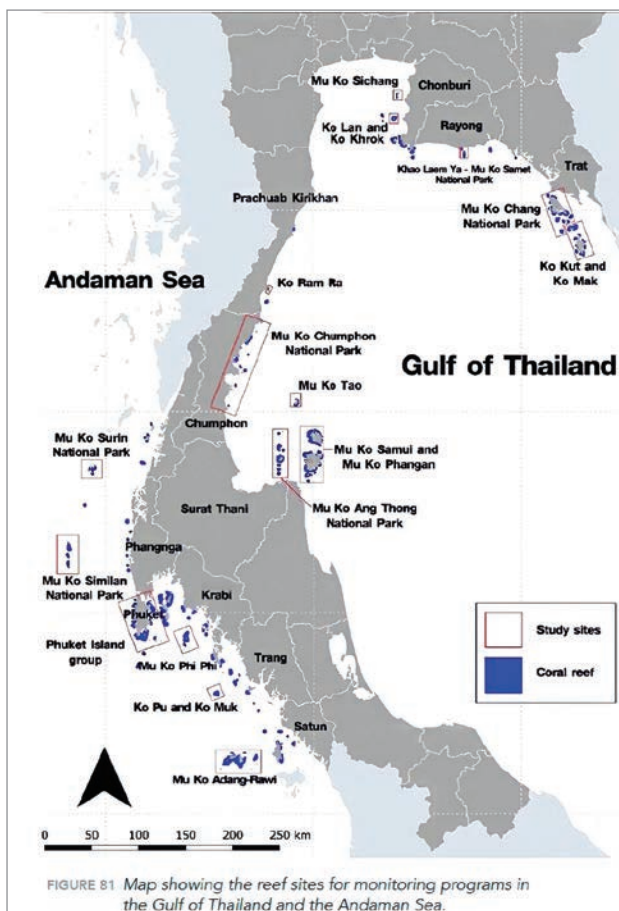 Mu Ko Sichang
Chonburi
Ko Lan and
Ko Khrok
Rayong
Khao Laem Ya - Mu Ko Samet
National Park
Trat
Prachuab Kirikhan
Mu Ko Chang
National Park
Ko Kut and
Ko Mak
Andaman Sea
Ko Ram Ra
Mu Ko Chumphon
National Park
Gulf of Thailand
Mu Ko Tao
Chumphon
Mu Ko Surin
National Park
Mu Ko Samui and
Mu Ko Phangan
Surat Thani
Mu Ko Ang Thong
National Park
Phangnga
Mu Ko Similan
National Park
Krabi
Phuket
Study sites
Phuket Island
group
Mu Ko Phi Phi
Trang
Coral reef
Ko Pu and Ko Muk
Satun
Mu Ko Adang-Rawi
0 50 100 150 200 250 km
FIGURE 81 Map showing the reef sites for monitoring programs in
the Gulf of Thailand and the Andaman Sea.